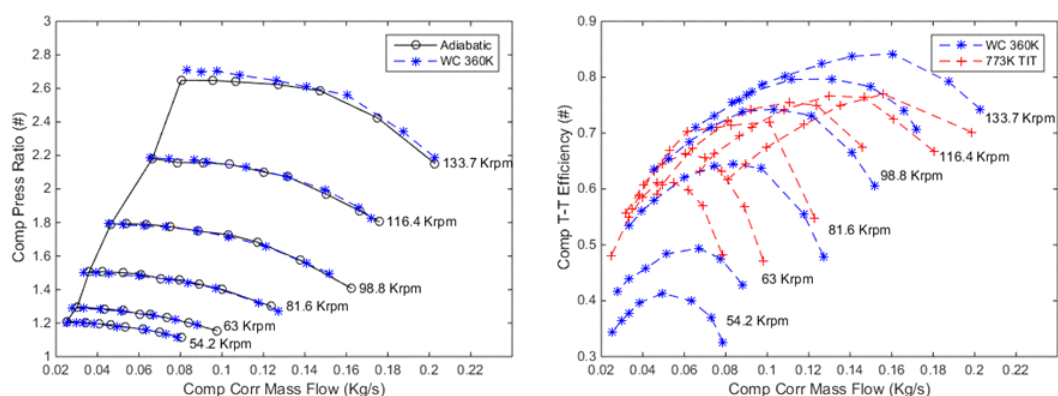 3
2.8
2.6
2.4
2.2
2
1.8
1.6
1.4
1.2
1
Comp Press Ratio (#)
Adiabatic
WC 360K
133.7 Krpm
116.4 Krpm
98.8 Krpm
81.6 Krpm
63 Krpm
54.2 Krpm
0.02 0.04 0.06 0.08 0.1 0.12 0.14 0.16 0.18 0.2 0.22
Comp Corr Mass Flow (Kg/s)
0.9
0.8
0.7
0.6
0.5
0.4
0.3
Comp T-T Efficiency (#)
WC 360K
773K TIT
133.7 Krpm
116.4 Krpm
98.8 Krpm
81.6 Krpm
63 Krpm
54.2 Krpm
0.02 0.04 0.06 0.08 0.1 0.12 0.14 0.16 0.18 0.2 0.22
Comp Corr Mass Flow (Kg/s)